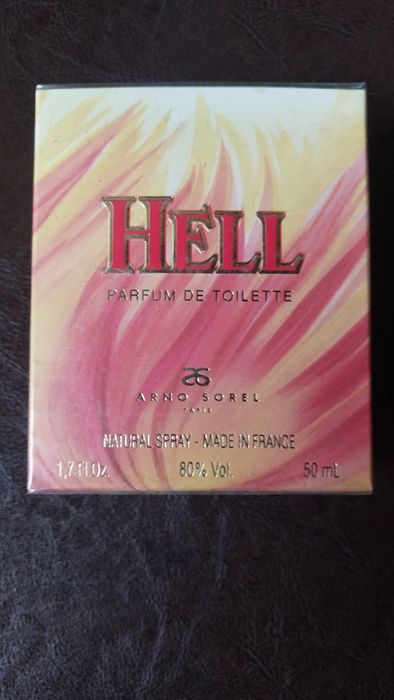 HELL
PARFUM DE TOILETTE
ARNO SOREL
PARIS
NATURAL SPRAY - MADE IN FRANCE
1,7 fl.Oz. 80% Vol. 50 mL